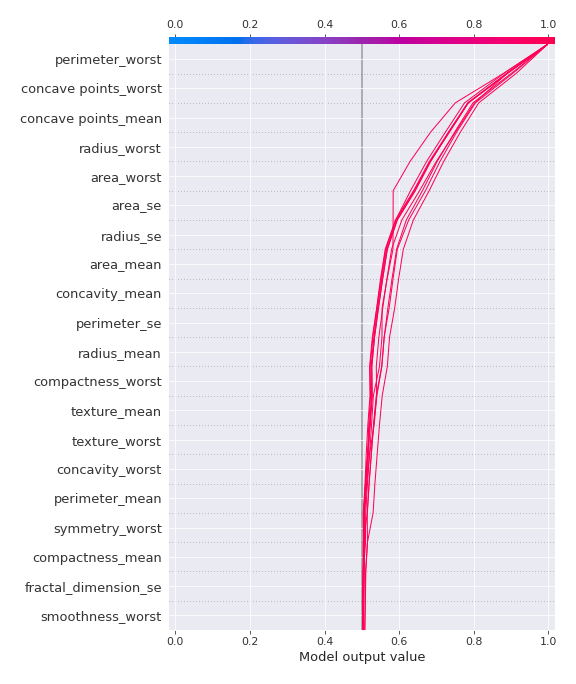 0.0 0.2 0.4 0.6 0.8 1.0
perimeter_worst
concave points_worst
concave points_mean
radius_worst
area_worst
area_se
radius_se
area_mean
concavity_mean
perimeter_se
radius_mean
compactness_worst
texture_mean
texture_worst
concavity_worst
perimeter_mean
symmetry_worst
compactness_mean
fractal_dimension_se
smoothness_worst
0.0 0.2 0.4 0.6 0.8 1.0
Model output value